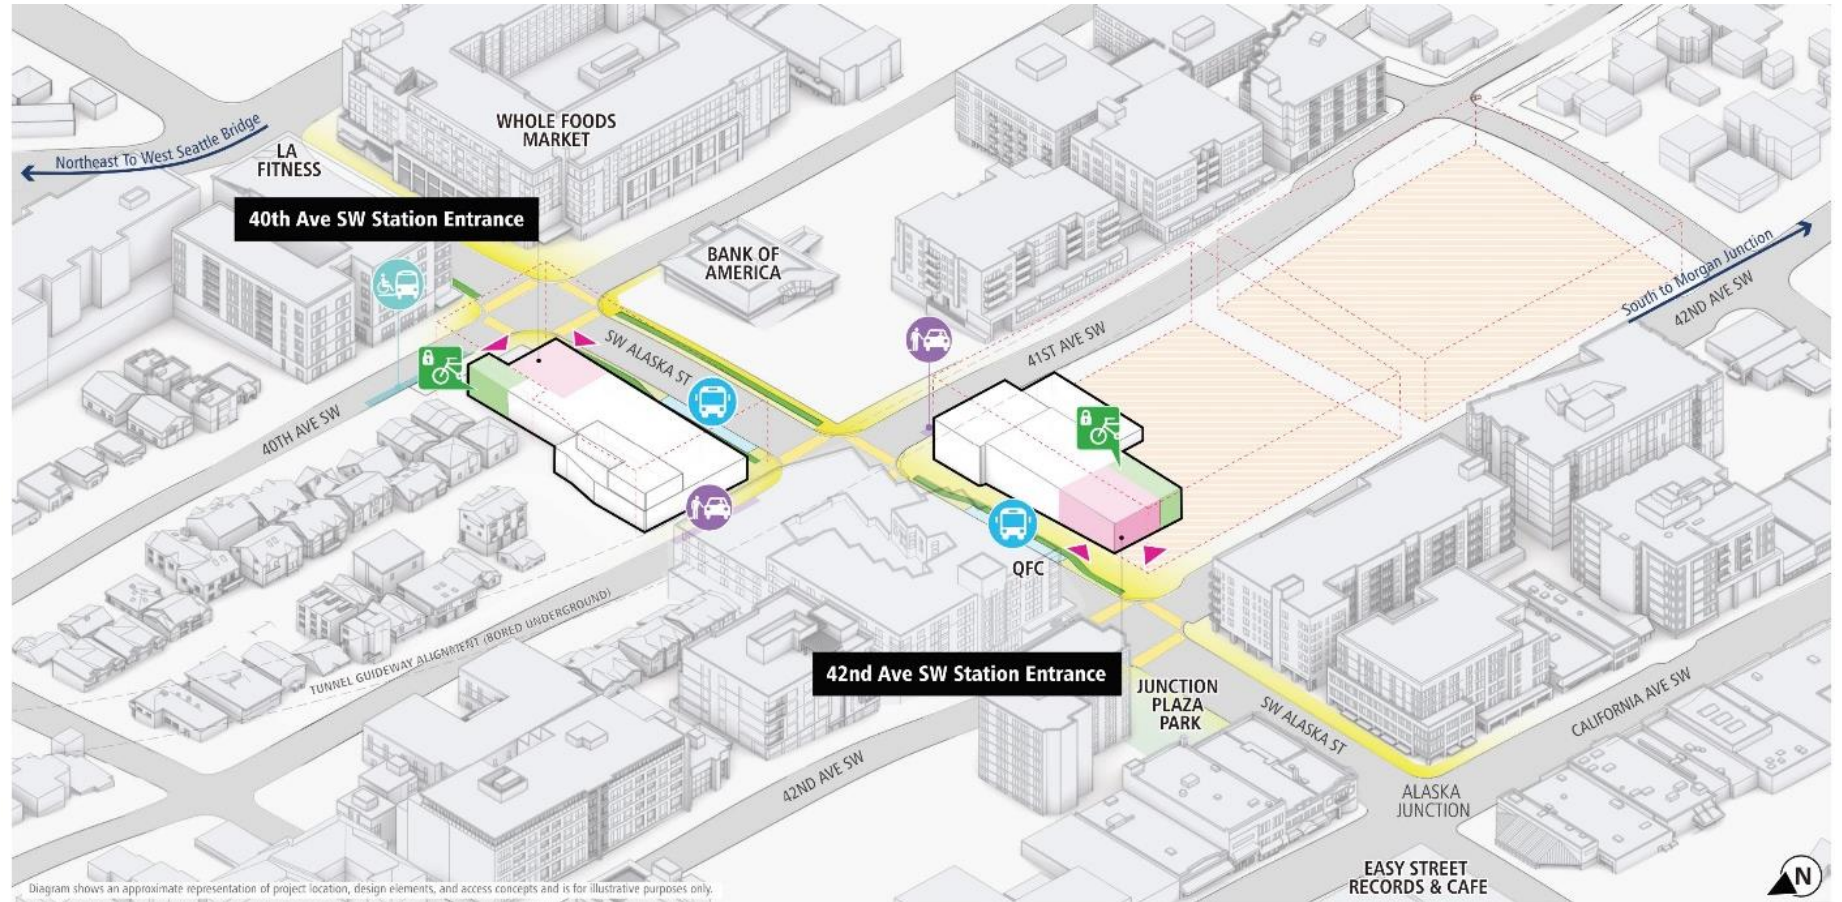 WHOLE FOODS
MARKET
Northeast To West Seattle Bridge
LA
FITNESS
40th Ave SW Station Entrance
BANK OF
AMERICA
South to Morgan Junction
42ND AVE SW
41ST AVE SW
SW ALASKA ST
40TH AVE SW
QFC
TUNNEL GUIDEWAY ALIGNMENT (BORED UNDERGROUND)
42nd Ave SW Station Entrance
JUNCTION
PLAZA
PARK
SW ALASKA ST
CALIFORNIA AVE SW
42ND AVE SW
ALASKA
JUNCTION
EASY STREET
RECORDS & CAFE
N
Diagram shows an approximate representation of project location, design elements, and access concepts and is for illustrative purposes only.